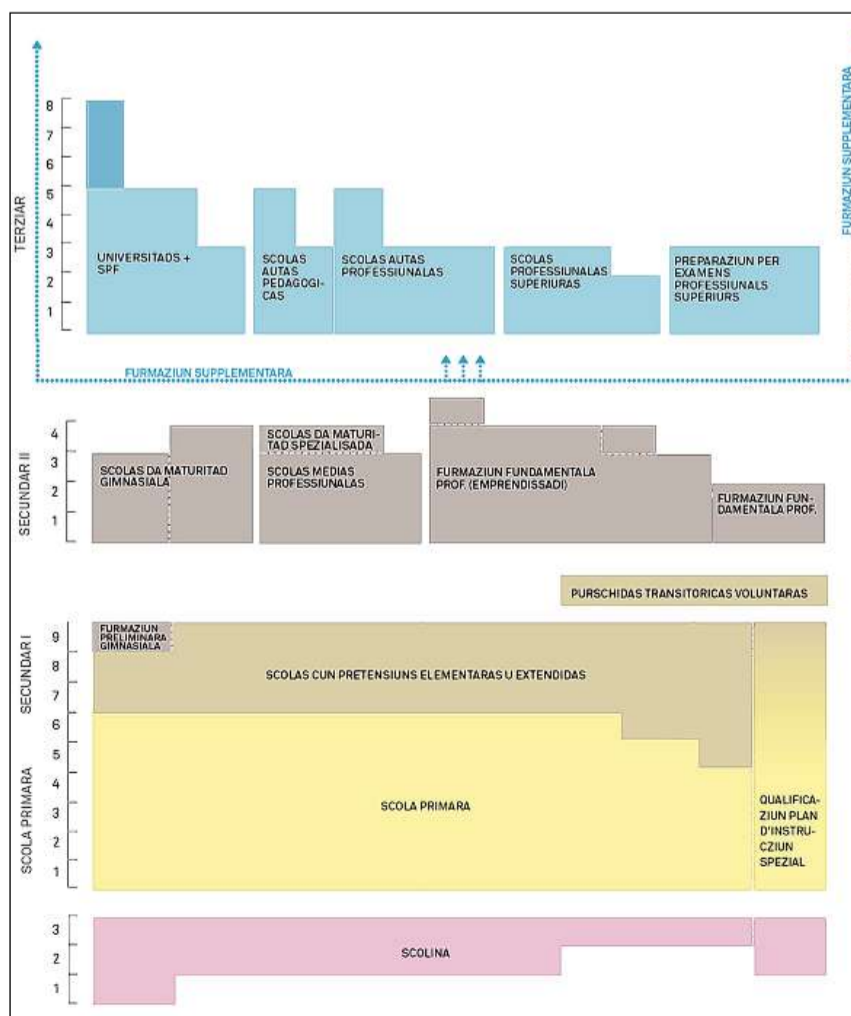 8
7
6
5
4
3
2
1
TERZIAR
UNIVERSITADS +
SPF
SCOLAS
AUTAS
PEDAGOGI-
CAS
SCOLAS AUTAS
PROFESSIUNALAS
SCOLAS
PROFESSIUNALAS
SUPERIURAS
PREPARAZIUN PER
EXAMENS
PROFESSIUNALS
SUPERIURS
FURMAZIUN SUPPLEMENTARA
FURMAZIUN SUPPLEMENTARA
4
3
2
1
SECUNDAR II
SCOLAS DA MATURITAD
GIMNASIALA
SCOLAS DA MATURI-
TAD SPEZIALISADA
SCOLAS MEDIAS
PROFESSIUNALAS
FURMAZIUN FUNDAMENTALA
PROF. (EMPRENDISSADI)
FURMAZIUN FUN-
DAMENTALA PROF.
PURSCHIDAS TRANSITORICAS VOLUNTARAS
9
8
7
6
5
4
3
2
1
SECUNDAR I
SCOLA PRIMARA
FURMAZIUN
PRELIMINARA
GIMNASIALA
SCOLAS CUN PRETENSIUNS ELEMENTARAS U EXTENDIDAS
SCOLA PRIMARA
QUALIFICA-
ZIUN PLAN
D'INSTRU-
CZIUN
SPEZIAL
3
2
1
SCOLINA